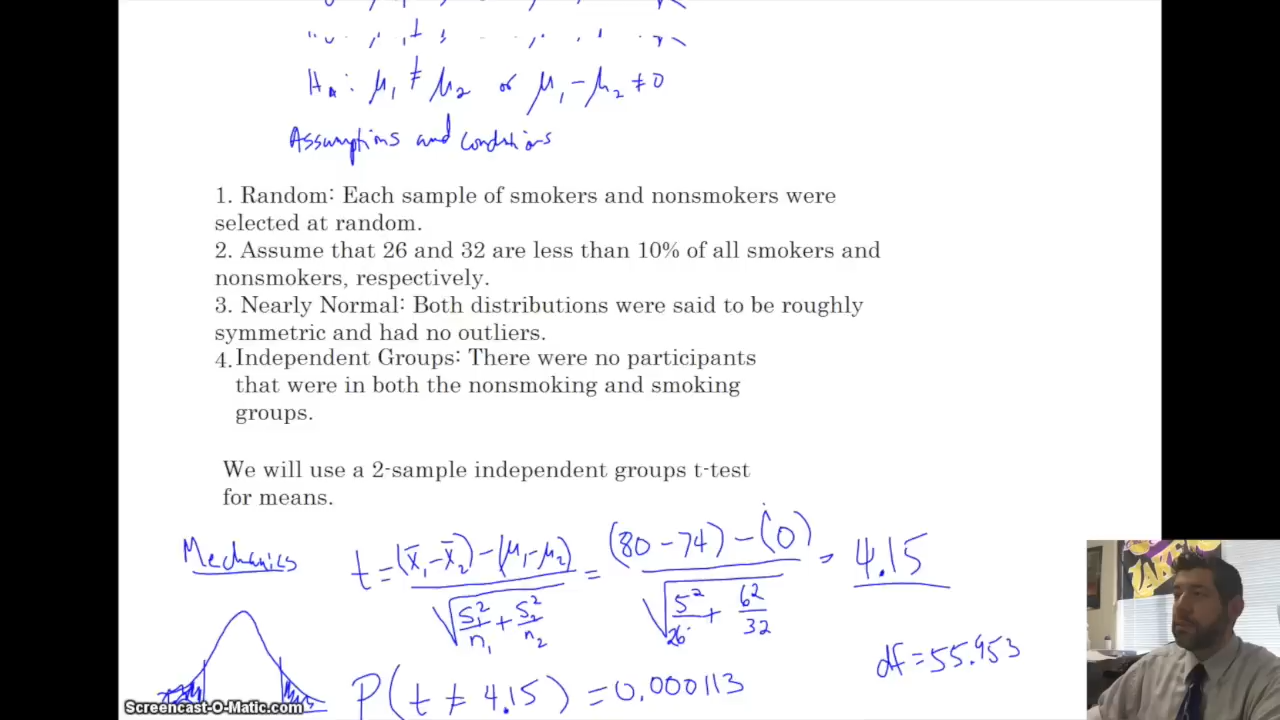 Hₐ: μ₁ ≠ μ₂ or μ₁ - μ₂ ≠ 0
Assumptions and conditions
1. Random: Each sample of smokers and nonsmokers were
selected at random.
2. Assume that 26 and 32 are less than 10% of all smokers and
nonsmokers, respectively.
3. Nearly Normal: Both distributions were said to be roughly
symmetric and had no outliers.
4. Independent Groups: There were no participants
that were in both the nonsmoking and smoking
groups.
We will use a 2-sample independent groups t-test
for means.
Mechanics
t = (x̄₁ - x̄₂) - (μ₁ - μ₂) / √(s₁²/n₁ + s₂²/n₂) = (80 - 74) - (0) / √(5²/26 + 6²/32) = 4.15
df = 55.953
P(t ≠ 4.15) = 0.000113
Screencast-O-Matic.com